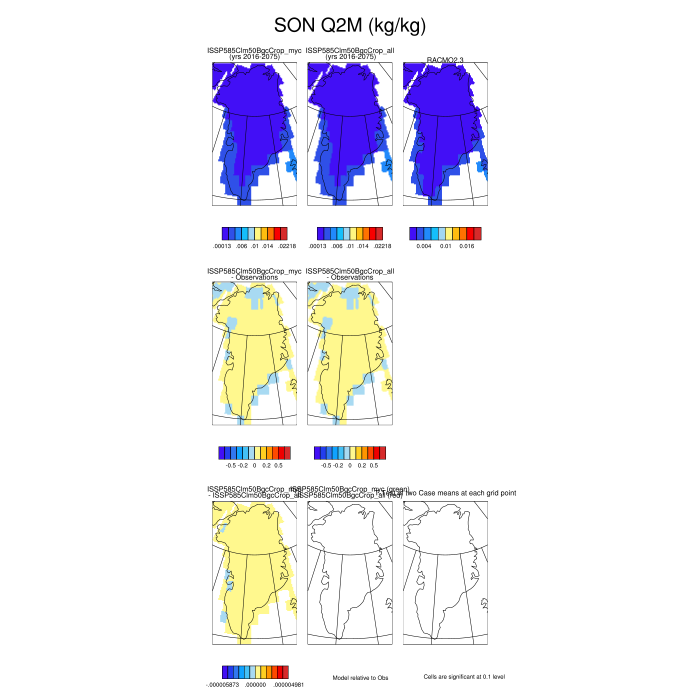 SON Q2M (kg/kg)
ISSP585Clm50BgcCrop_myc
(yrs 2016-2075)
ISSP585Clm50BgcCrop_all
(yrs 2016-2075)
RACMO2.3
.00013 .006 .01 .014 .02218
.00013 .006 .01 .014 .02218
0.004 0.01 0.016
ISSP585Clm50BgcCrop_myc
- Observations
ISSP585Clm50BgcCrop_all
- Observations
-0.5 -0.2 0 0.2 0.5
-0.5 -0.2 0 0.2 0.5
ISSP585Clm50BgcCrop_myc
- ISSP585Clm50BgcCrop_all
ISSP585Clm50BgcCrop_myc (green)
ISSP585Clm50BgcCrop_all (red)
two Case means at each grid point
-.000005873 .000000 .000004981
Model relative to Obs
Cells are significant at 0.1 level